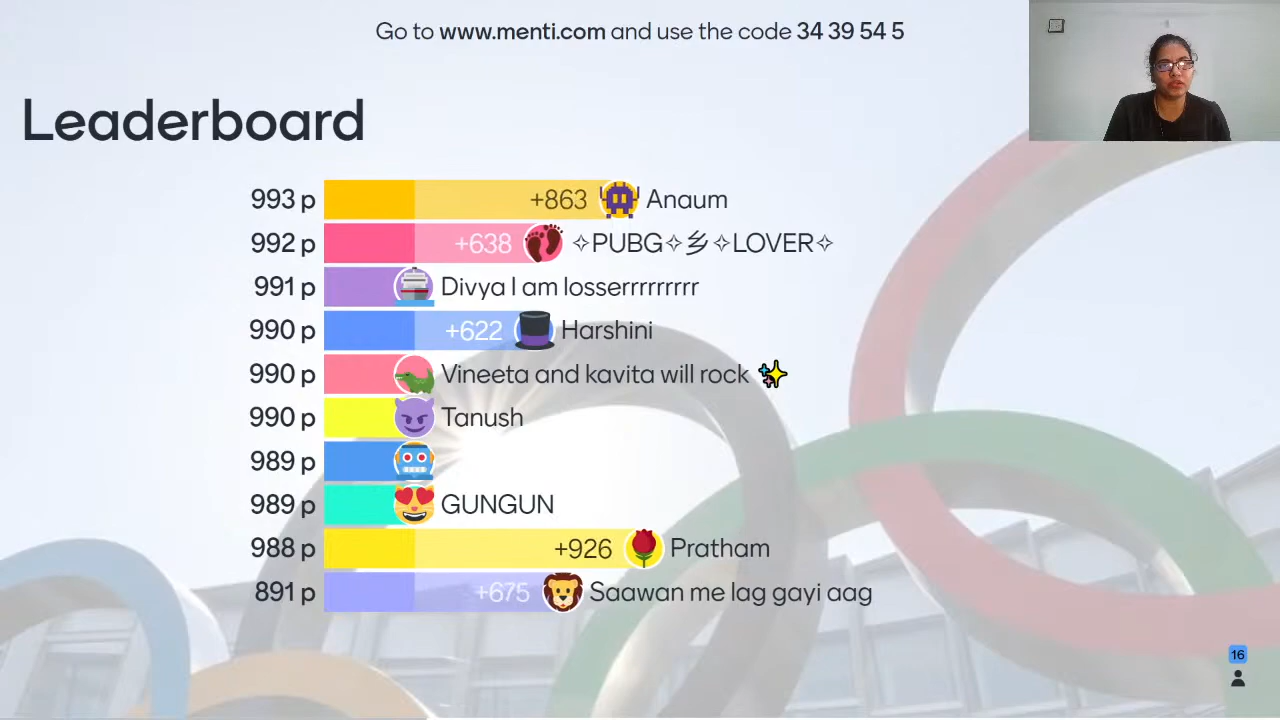 Go to www.menti.com and use the code 34 39 54 5
Leaderboard
993 p +863 Anaum
992 p +638 ✧PUBG✧乡✧LOVER✧
991 p Divya I am losserrrrrrrrr
990 p +622 Harshini
990 p Vineeta and kavita will rock ✨
990 p Tanush
989 p
989 p GUNGUN
988 p +926 Pratham
891 p +675 Saawan me lag gayi aag
16